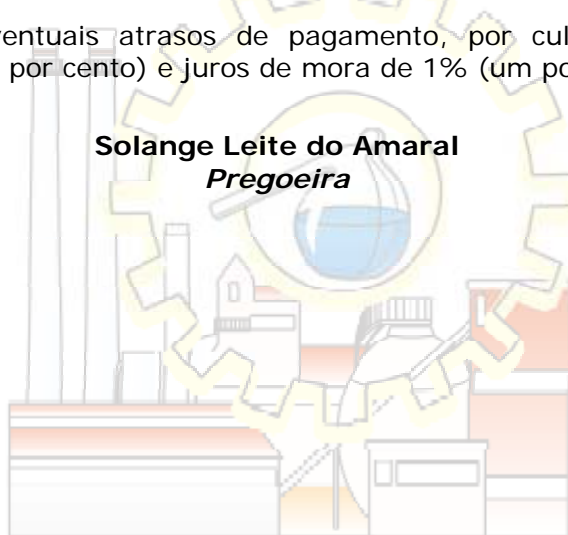 ventuais atrasos de pagamento, por cul
por cento) e juros de mora de 1% (um po
Solange Leite do Amaral
Pregoeira